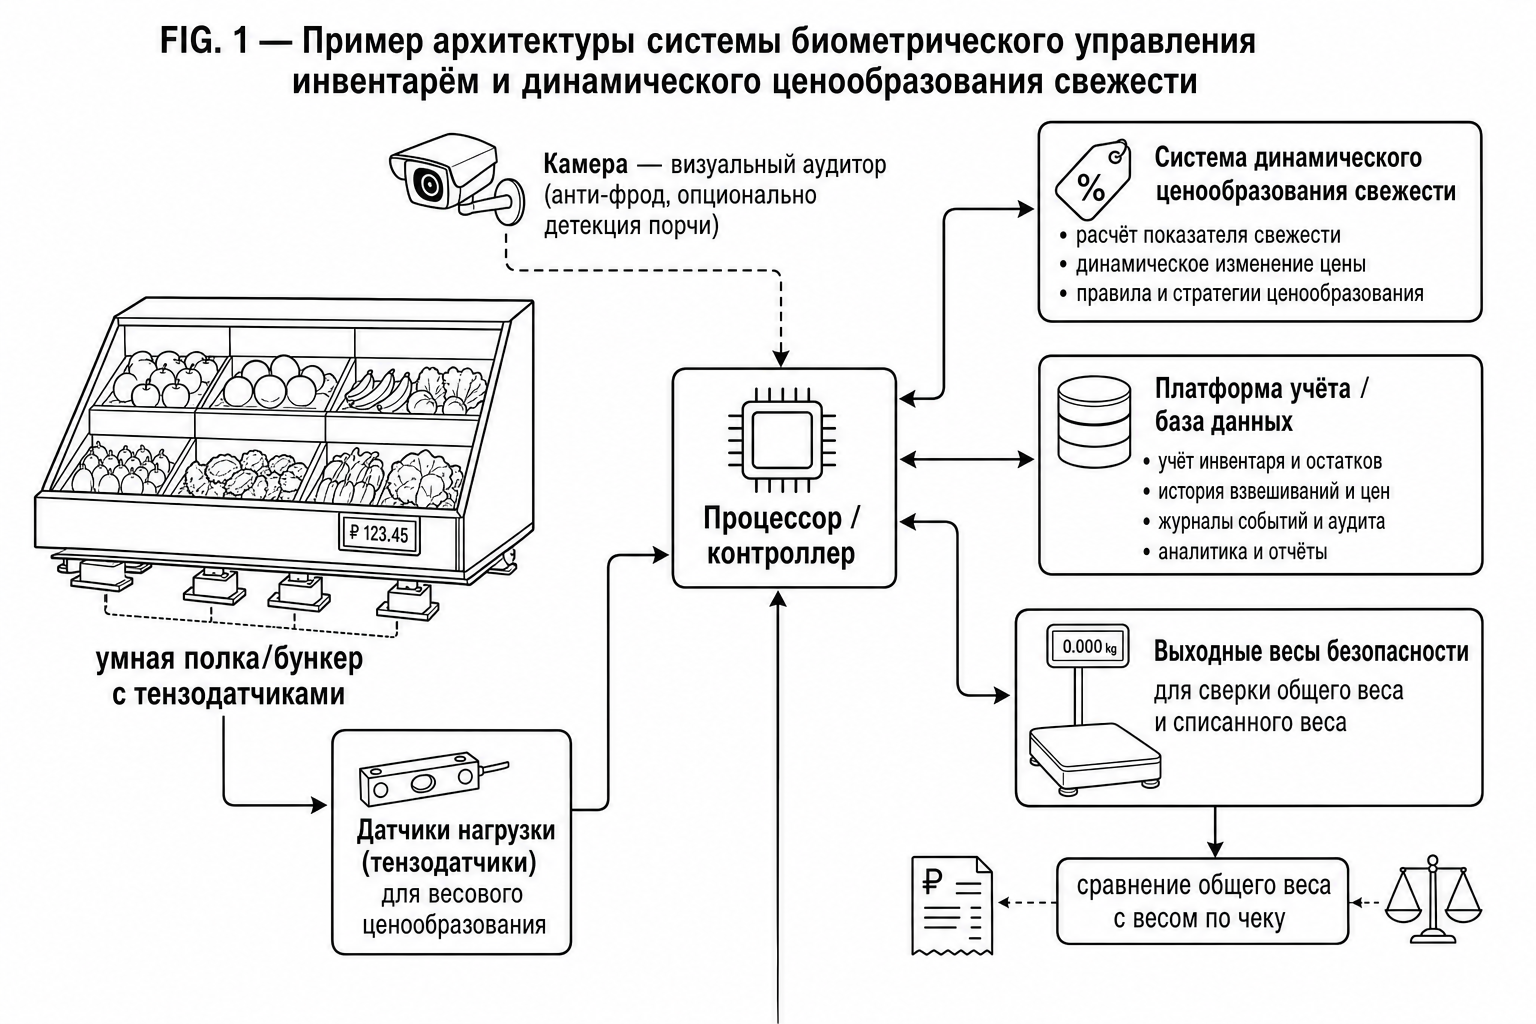 FIG. 1 — Пример архитектуры системы биометрического управления
инвентарём и динамического ценообразования свежести
Камера — визуальный аудитор
(анти-фрод, опционально
детекция порчи)
₽ 123.45
умная полка/бункер
с тензодатчиками
Датчики нагрузки
(тензодатчики)
для весового
ценообразования
Процессор /
контроллер
%
Система динамического
ценообразования свежести
• расчёт показателя свежести
• динамическое изменение цены
• правила и стратегии ценообразования
Платформа учёта /
база данных
• учёт инвентаря и остатков
• история взвешиваний и цен
• журналы событий и аудита
• аналитика и отчёты
0.000 kg
Выходные весы безопасности
для сверки общего веса
и списанного веса
₽
сравнение общего веса
с весом по чеку